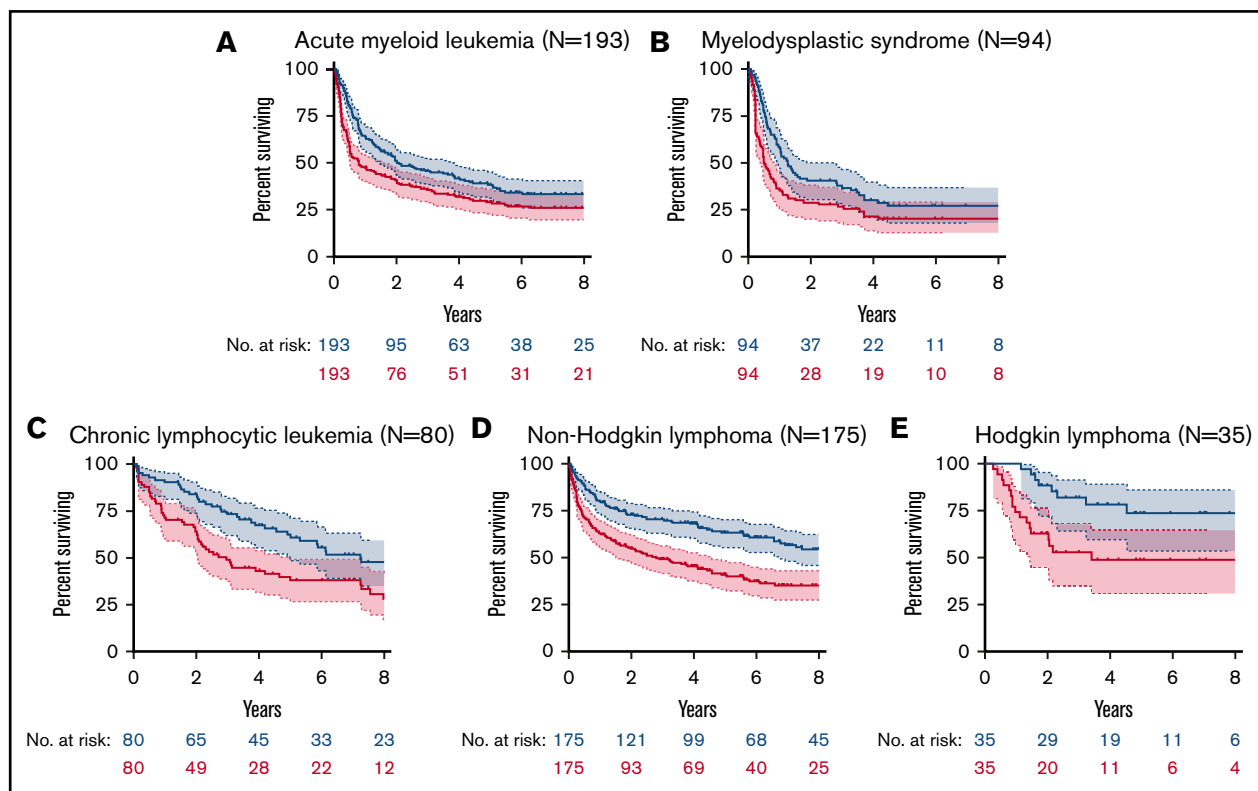 A Acute myeloid leukemia (N=193)
100
75
50
25
0
Percent surviving
0 2 4 6 8
Years
No. at risk: 193 95 63 38 25
193 76 51 31 21
B Myelodysplastic syndrome (N=94)
100
75
50
25
0
Percent surviving
0 2 4 6 8
Years
No. at risk: 94 37 22 11 8
94 28 19 10 8
C Chronic lymphocytic leukemia (N=80)
100
75
50
25
0
Percent surviving
0 2 4 6 8
Years
No. at risk: 80 65 45 33 23
80 49 28 22 12
D Non-Hodgkin lymphoma (N=175)
100
75
50
25
0
Percent surviving
0 2 4 6 8
Years
No. at risk: 175 121 99 68 45
175 93 69 40 25
E Hodgkin lymphoma (N=35)
100
75
50
25
0
Percent surviving
0 2 4 6 8
Years
No. at risk: 35 29 19 11 6
35 20 11 6 4